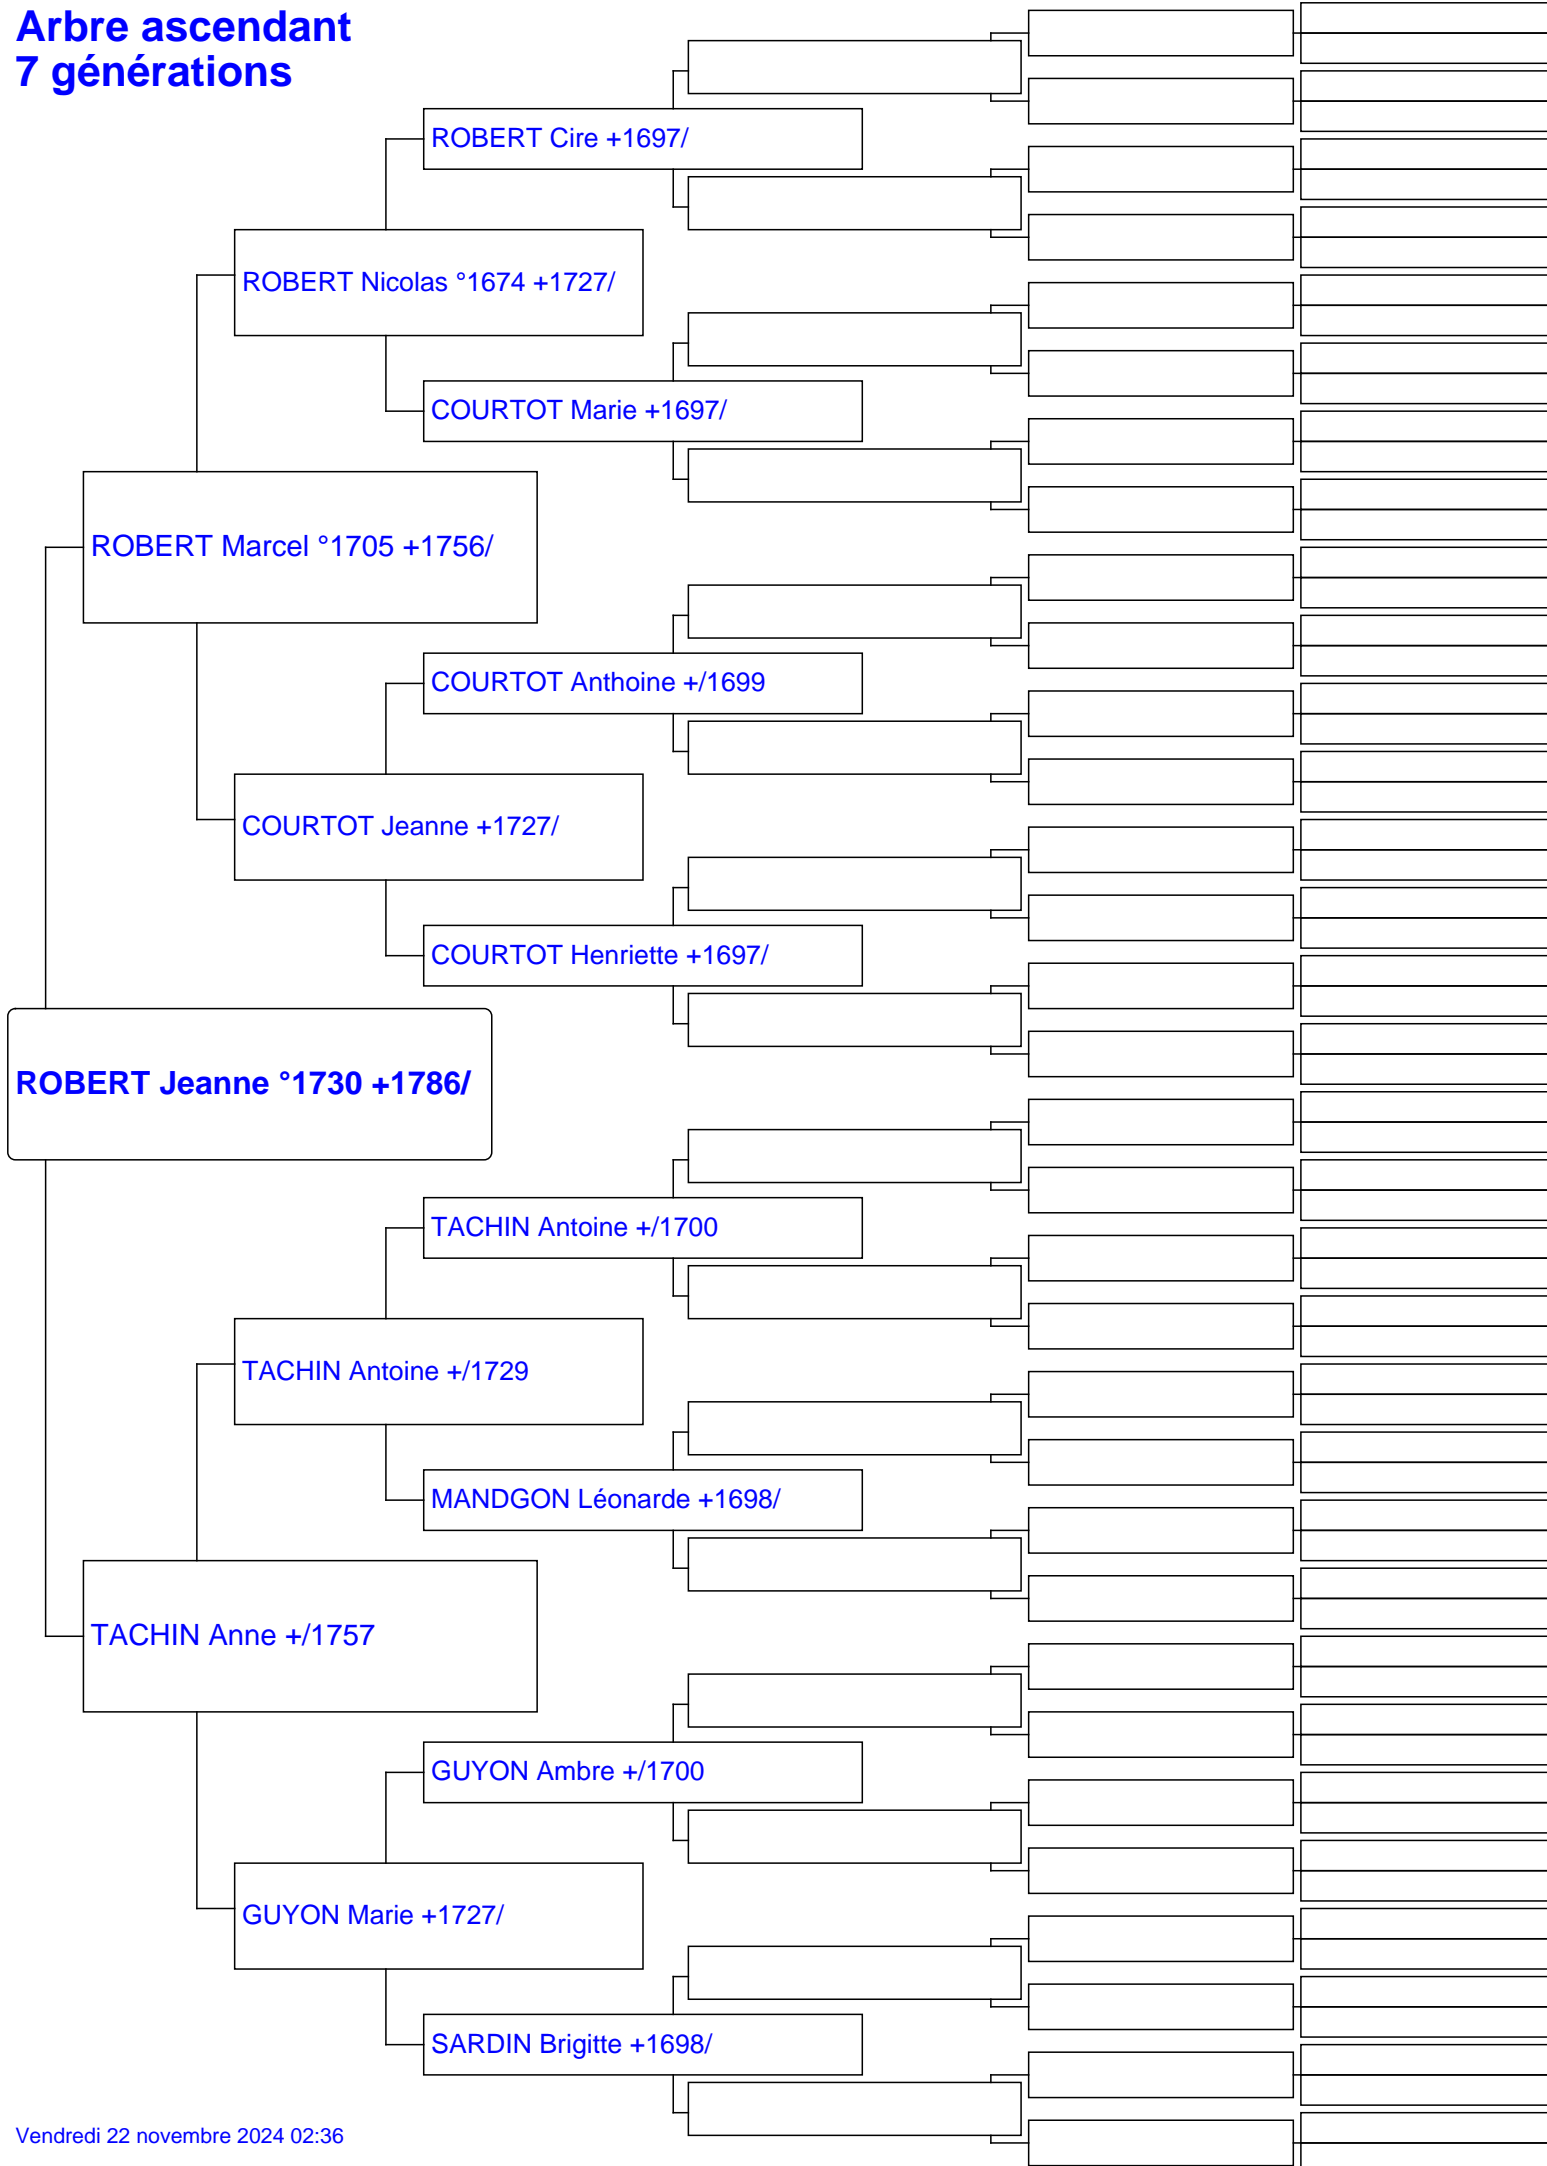 Arbre ascendant
7 générations
ROBERT Cire +1697/
ROBERT Nicolas °1674 +1727/
COURTOT Marie +1697/
ROBERT Marcel °1705 +1756/
COURTOT Anthoine +/1699
COURTOT Jeanne +1727/
COURTOT Henriette +1697/
ROBERT Jeanne °1730 +1786/
TACHIN Antoine +/1700
TACHIN Antoine +/1729
MANDGON Léonarde +1698/
TACHIN Anne +/1757
GUYON Ambre +/1700
GUYON Marie +1727/
SARDIN Brigitte +1698/
Vendredi 22 novembre 2024 02:36